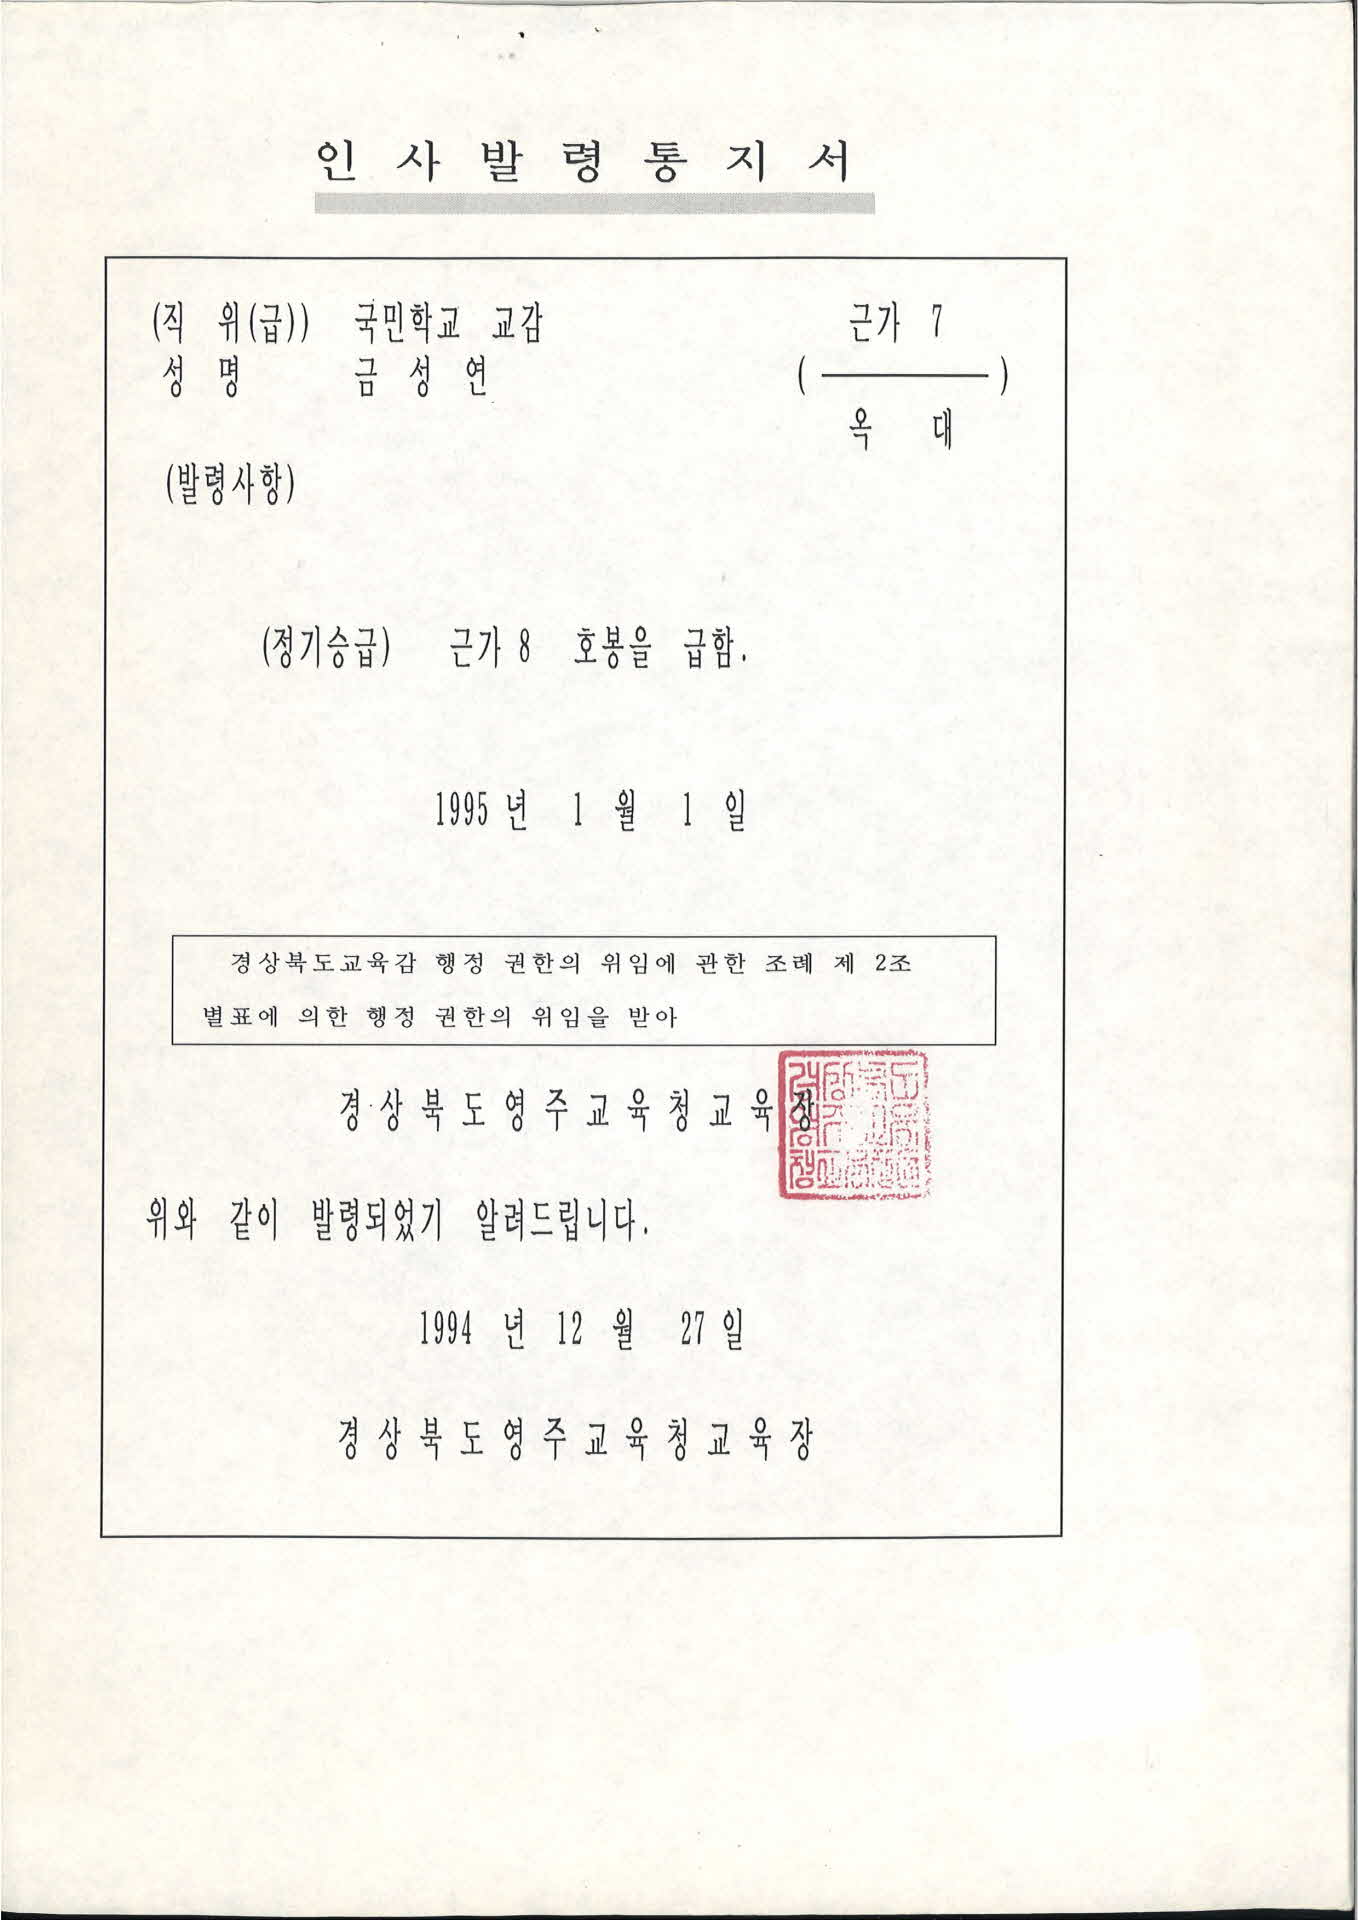 인 사 발 령 통 지 서
(직 위(급)) 국민학교 교감 근가 7
성 명 금 성 연 ( )
옥 대
(발령사항)
(정기승급) 근가 8 호봉을 급함.
1995 년 1 월 1 일
경상북도교육감 행정 권한의 위임에 관한 조례 제 2조
별표에 의한 행정 권한의 위임을 받아
경 상 북 도 영 주 교 육 청 교 육 장
위와 같이 발령되었기 알려드립니다.
1994 년 12 월 27 일
경 상 북 도 영 주 교 육 청 교 육 장